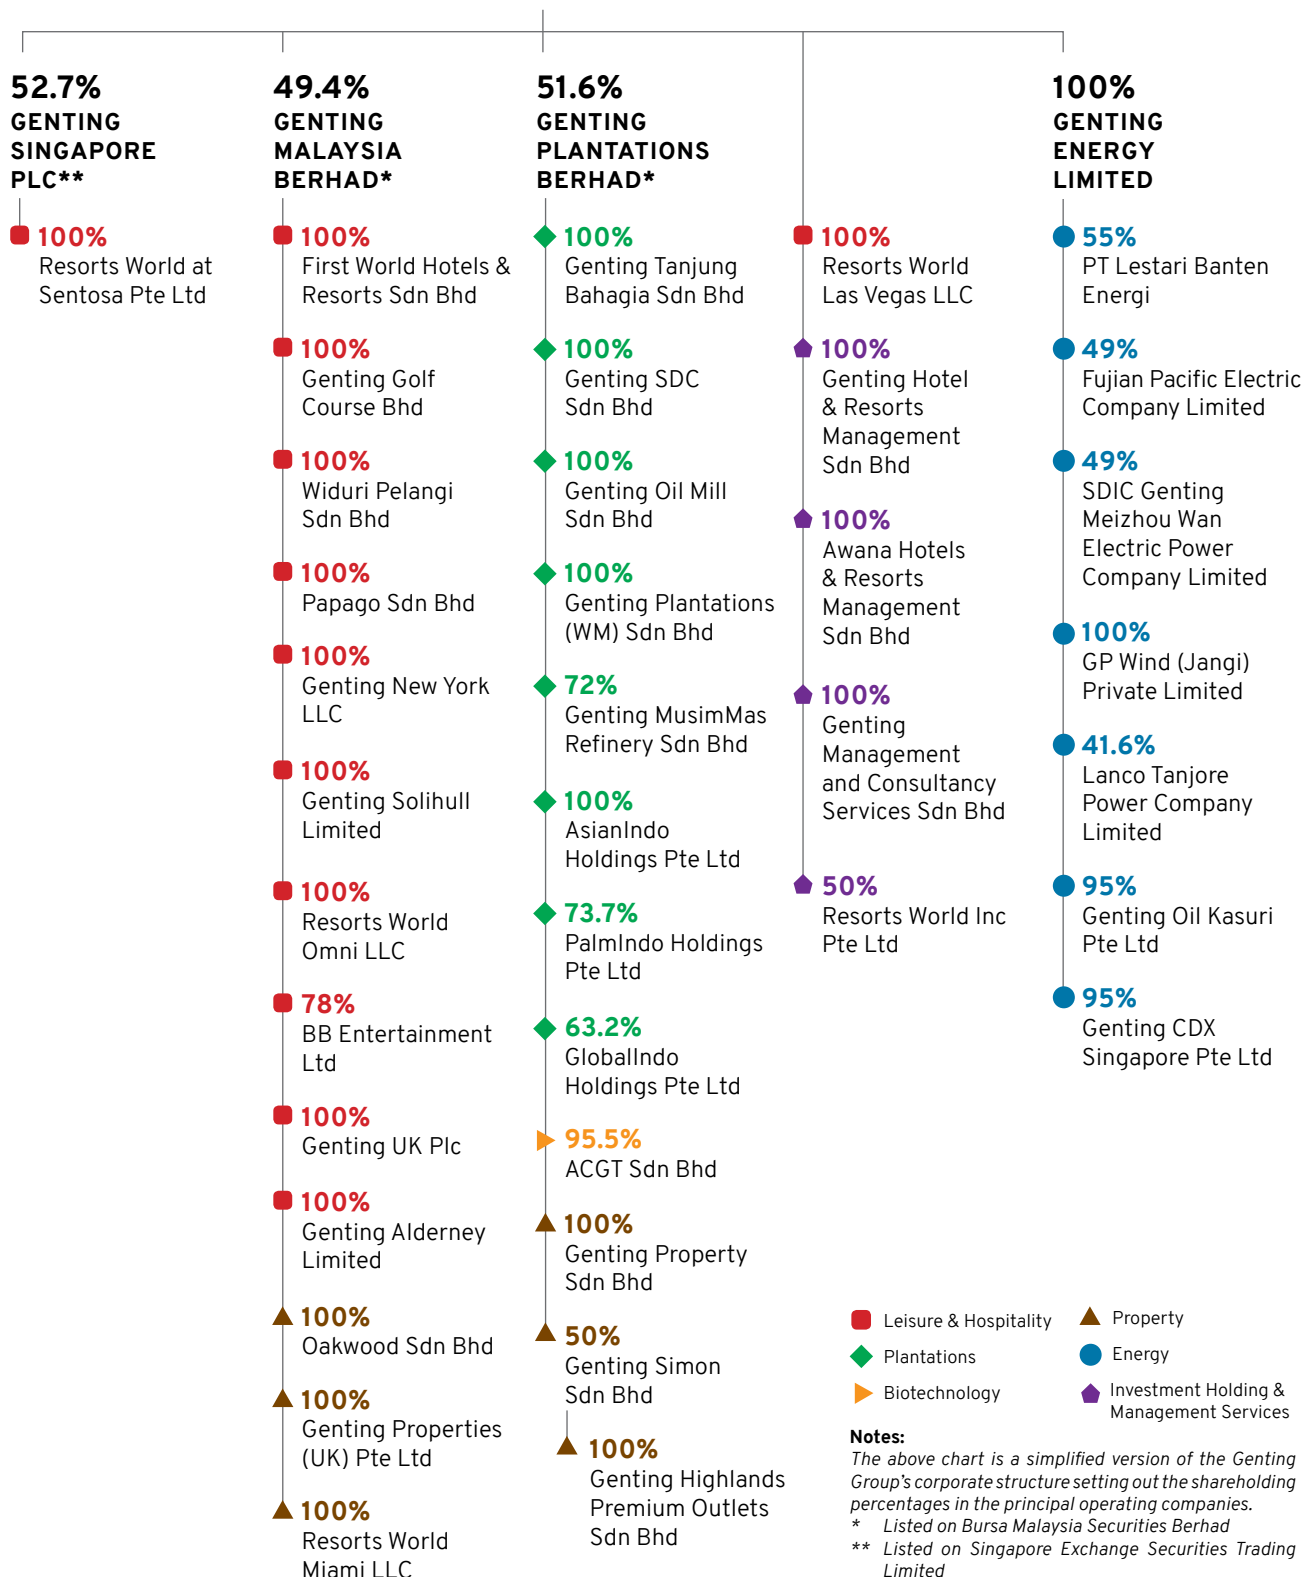 52.7%
GENTING
SINGAPORE
PLC**
100%
Resorts World at
Sentosa Pte Ltd
49.4%
GENTING
MALAYSIA
BERHAD*
100%
First World Hotels &
Resorts Sdn Bhd
100%
Genting Golf
Course Bhd
100%
Widuri Pelangi
Sdn Bhd
100%
Papago Sdn Bhd
100%
Genting New York
LLC
100%
Genting Solihull
Limited
100%
Resorts World
Omni LLC
78%
BB Entertainment
Ltd
100%
Genting UK Plc
100%
Genting Alderney
Limited
100%
Oakwood Sdn Bhd
100%
Genting Properties
(UK) Pte Ltd
100%
Resorts World
Miami LLC
51.6%
GENTING
PLANTATIONS
BERHAD*
100%
Genting Tanjung
Bahagia Sdn Bhd
100%
Genting SDC
Sdn Bhd
100%
Genting Oil Mill
Sdn Bhd
100%
Genting Plantations
(WM) Sdn Bhd
72%
Genting MusimMas
Refinery Sdn Bhd
100%
AsianIndo
Holdings Pte Ltd
73.7%
PalmIndo Holdings
Pte Ltd
63.2%
GlobalIndo
Holdings Pte Ltd
95.5%
ACGT Sdn Bhd
100%
Genting Property
Sdn Bhd
50%
Genting Simon
Sdn Bhd
100%
Genting Highlands
Premium Outlets
Sdn Bhd
100%
Resorts World
Las Vegas LLC
100%
Genting Hotel
& Resorts
Management
Sdn Bhd
100%
Awana Hotels
& Resorts
Management
Sdn Bhd
100%
Genting
Management
and Consultancy
Services Sdn Bhd
50%
Resorts World Inc
Pte Ltd
100%
GENTING
ENERGY
LIMITED
55%
PT Lestari Banten
Energi
49%
Fujian Pacific Electric
Company Limited
49%
SDIC Genting
Meizhou Wan
Electric Power
Company Limited
100%
GP Wind (Jangi)
Private Limited
41.6%
Lanco Tanjore
Power Company
Limited
95%
Genting Oil Kasuri
Pte Ltd
95%
Genting CDX
Singapore Pte Ltd
Leisure & Hospitality
Plantations
Biotechnology
Property
Energy
Investment Holding &
Management Services
Notes:
The above chart is a simplified version of the Genting
Group's corporate structure setting out the shareholding
percentages in the principal operating companies.
* Listed on Bursa Malaysia Securities Berhad
** Listed on Singapore Exchange Securities Trading
Limited